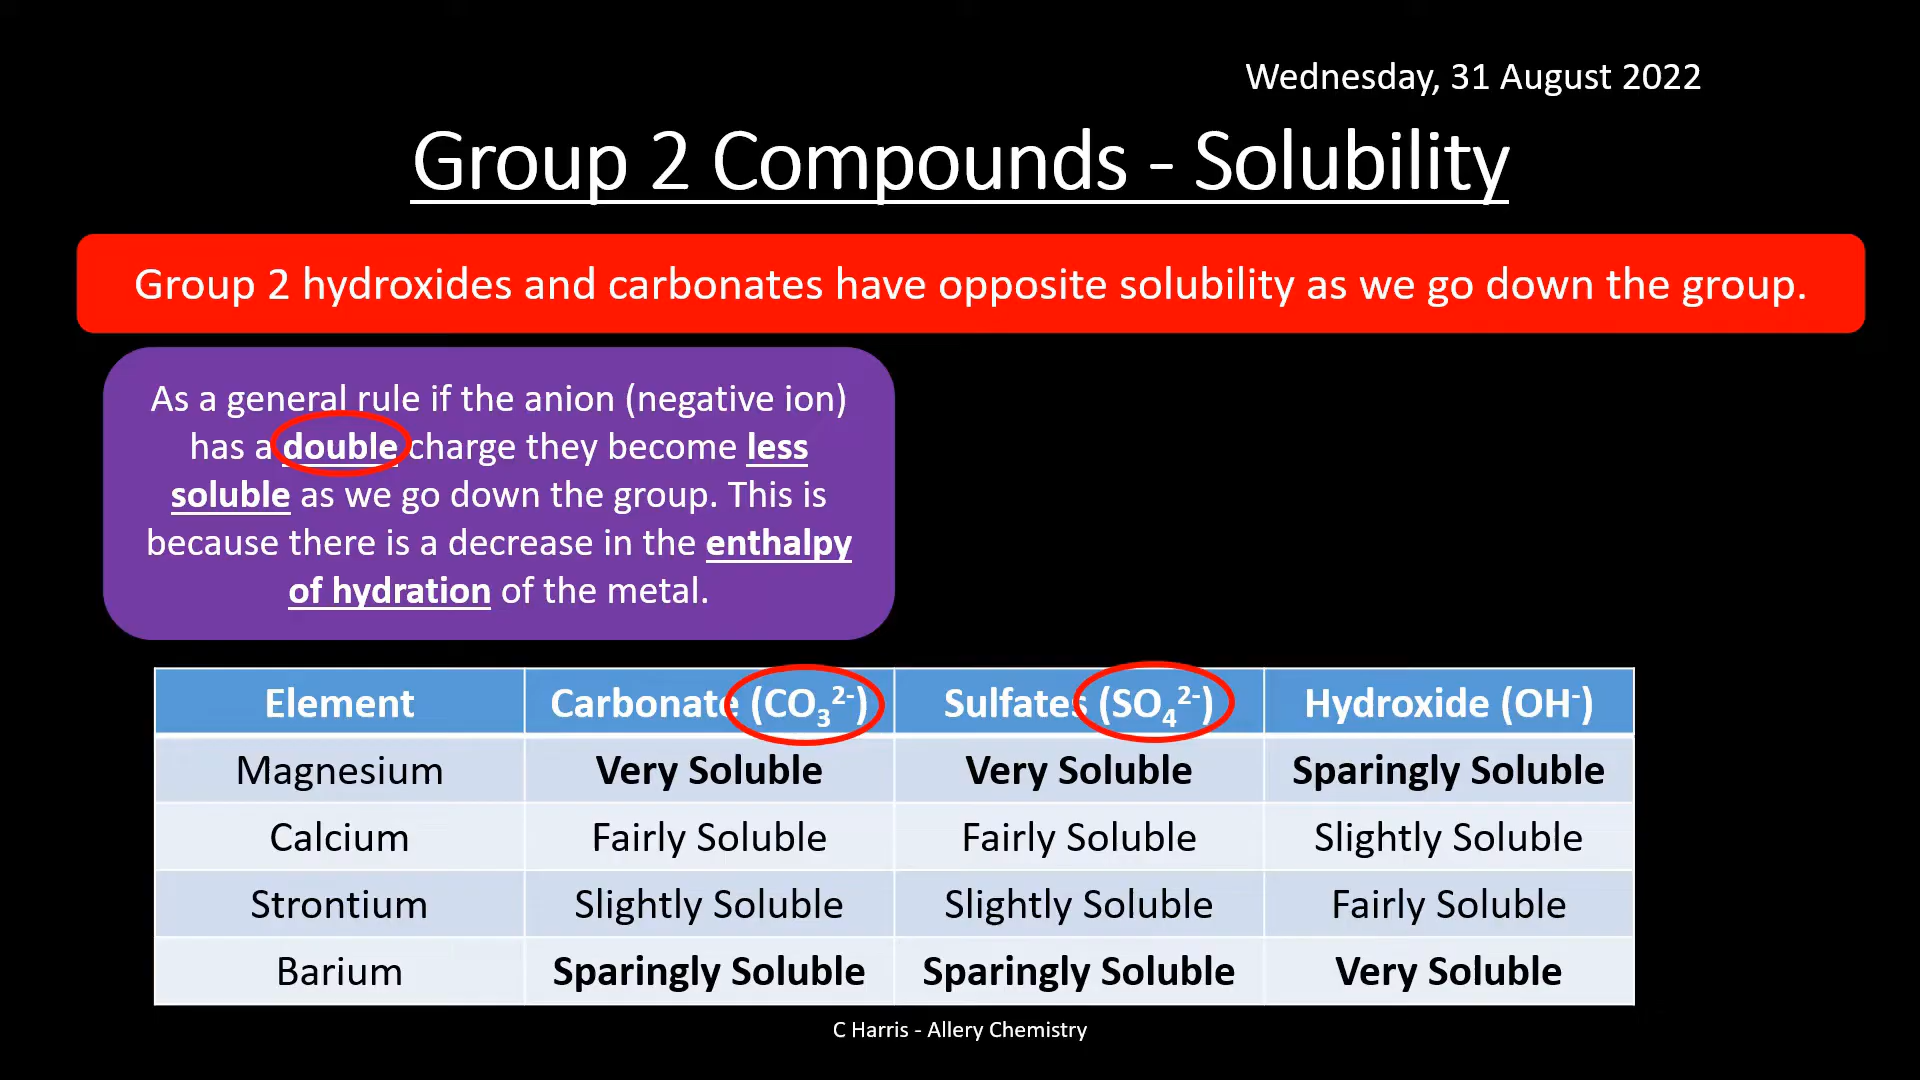 Wednesday, 31 August 2022
Group 2 Compounds - Solubility
Group 2 hydroxides and carbonates have opposite solubility as we go down the group.
As a general rule if the anion (negative ion)
has a double charge they become less
soluble as we go down the group. This is
because there is a decrease in the enthalpy
of hydration of the metal.
Element Carbonate (CO₃²⁻) Sulfates (SO₄²⁻) Hydroxide (OH⁻)
Magnesium Very Soluble Very Soluble Sparingly Soluble
Calcium Fairly Soluble Fairly Soluble Slightly Soluble
Strontium Slightly Soluble Slightly Soluble Fairly Soluble
Barium Sparingly Soluble Sparingly Soluble Very Soluble
C Harris - Allery Chemistry